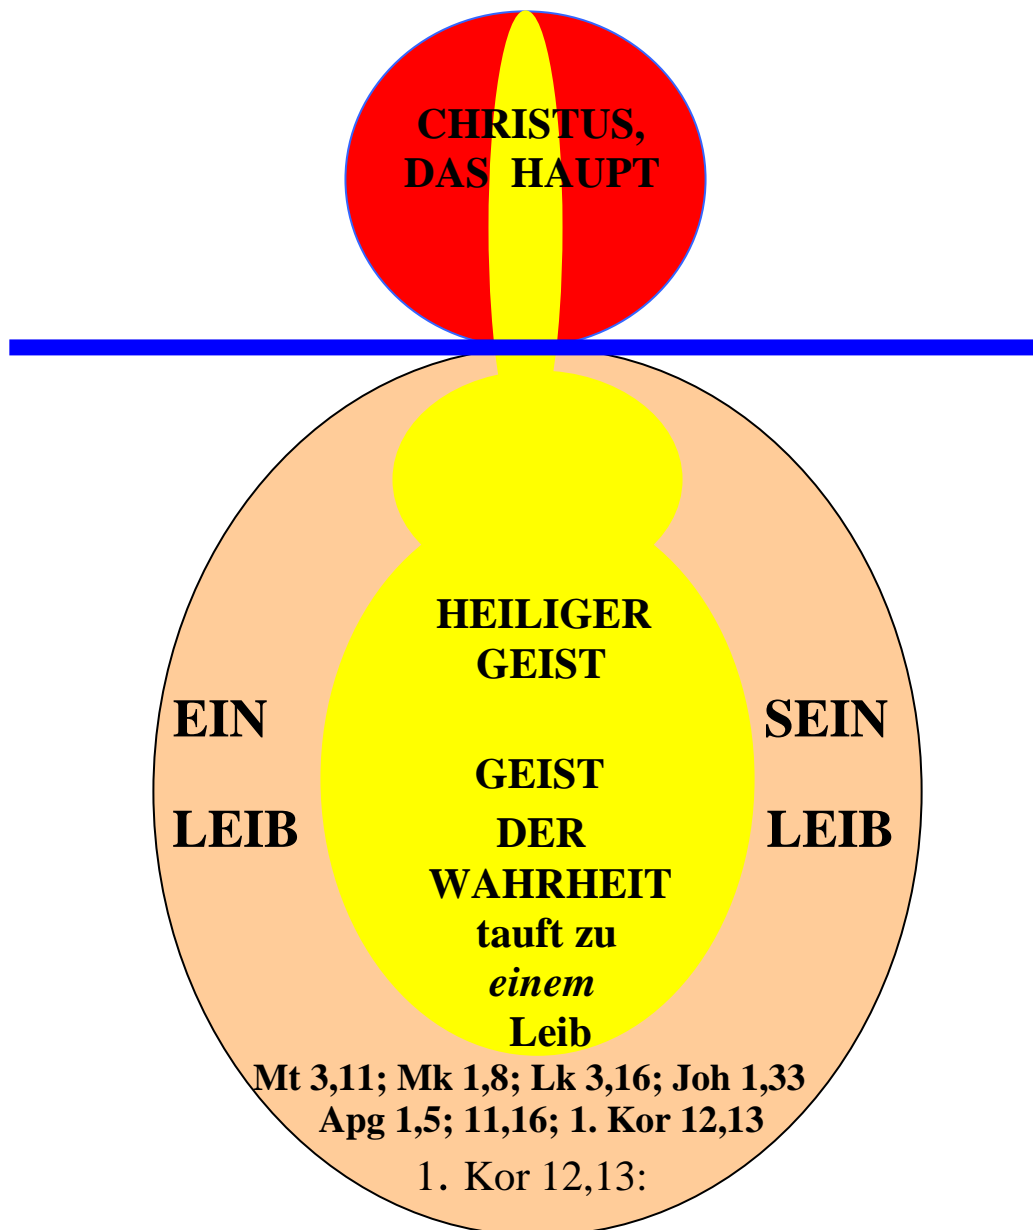 CHRISTUS,
DAS HAUPT
HEILIGER
GEIST
EIN SEIN
GEIST
LEIB LEIB
DER
WAHRHEIT
tauft zu
einem
Leib
Mt 3,11; Mk 1,8; Lk 3,16; Joh 1,33
Apg 1,5; 11,16; 1. Kor 12,13
1. Kor 12,13: